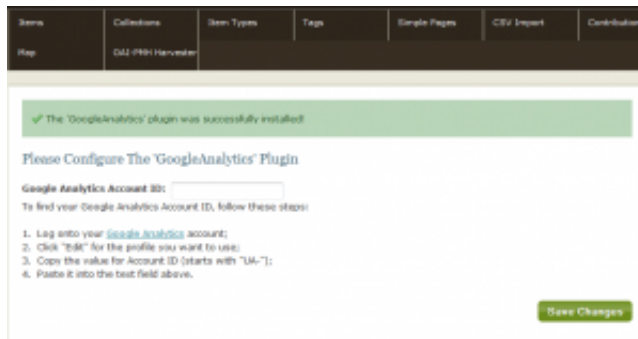 Items Collections Item Types Tags Simple Pages CSV Import Contribution
Map OAI-PMH Harvester
✓ The 'GoogleAnalytics' plugin was successfully installed!
Please Configure The 'GoogleAnalytics' Plugin
Google Analytics Account ID:
To find your Google Analytics Account ID, follow these steps:
1. Log onto your Google Analytics account;
2. Click "Edit" for the profile you want to use;
3. Copy the value for Account ID (starts with "UA-");
4. Paste it into the text field above.
Save Changes